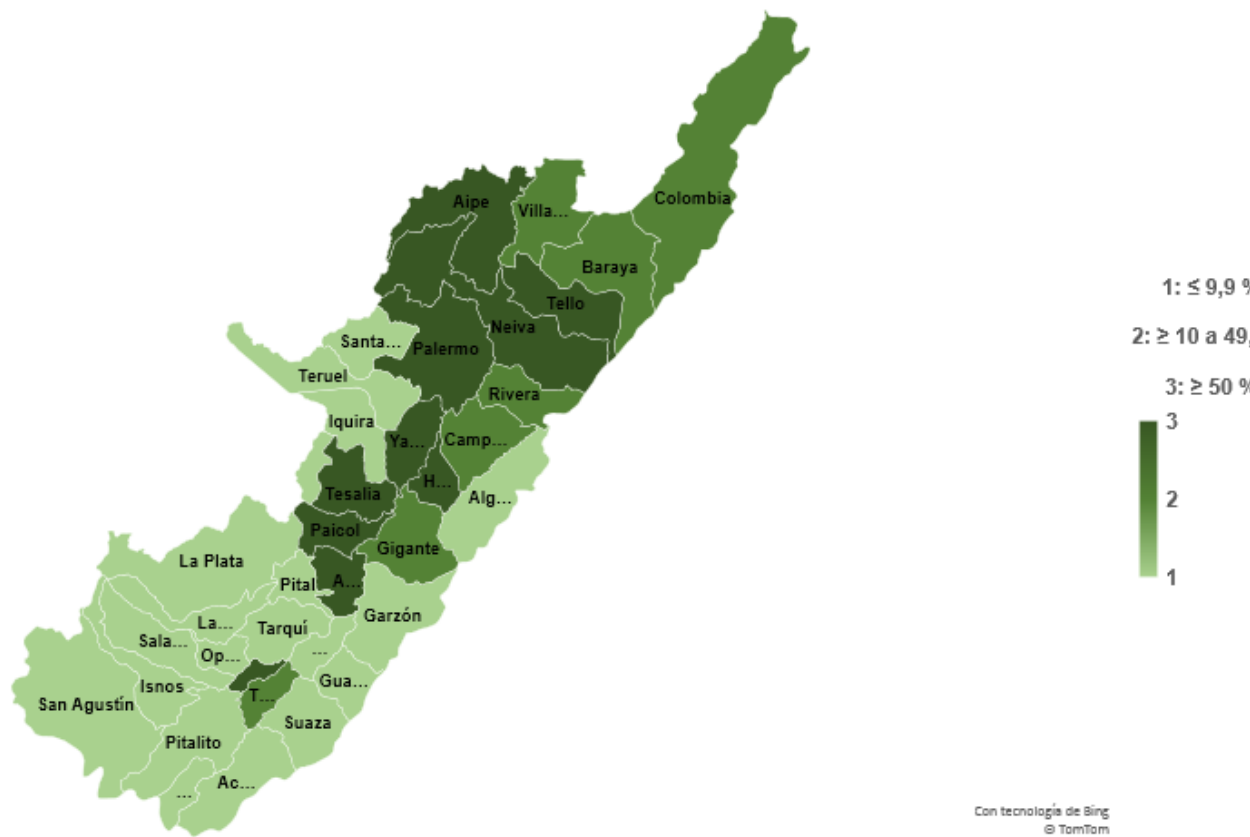 Aipe
Villa...
Colombia
Baraya
1: ≤ 9,9 %
Tello
Neiva
Santa...
Palermo
2: ≥ 10 a 49,
Teruel
3: ≥ 50 %
Rivera
Iquira
3
Ya...
Camp...
H...
Tesalia
Alg...
2
Paicol
Gigante
La Plata
Pital
A...
1
Garzón
La...
Tarquí
Sala...
Op...
...
Isnos
Gua...
San Agustín
T...
Suaza
Pitalito
Ac...
...
Con tecnología de Bing
© TomTom